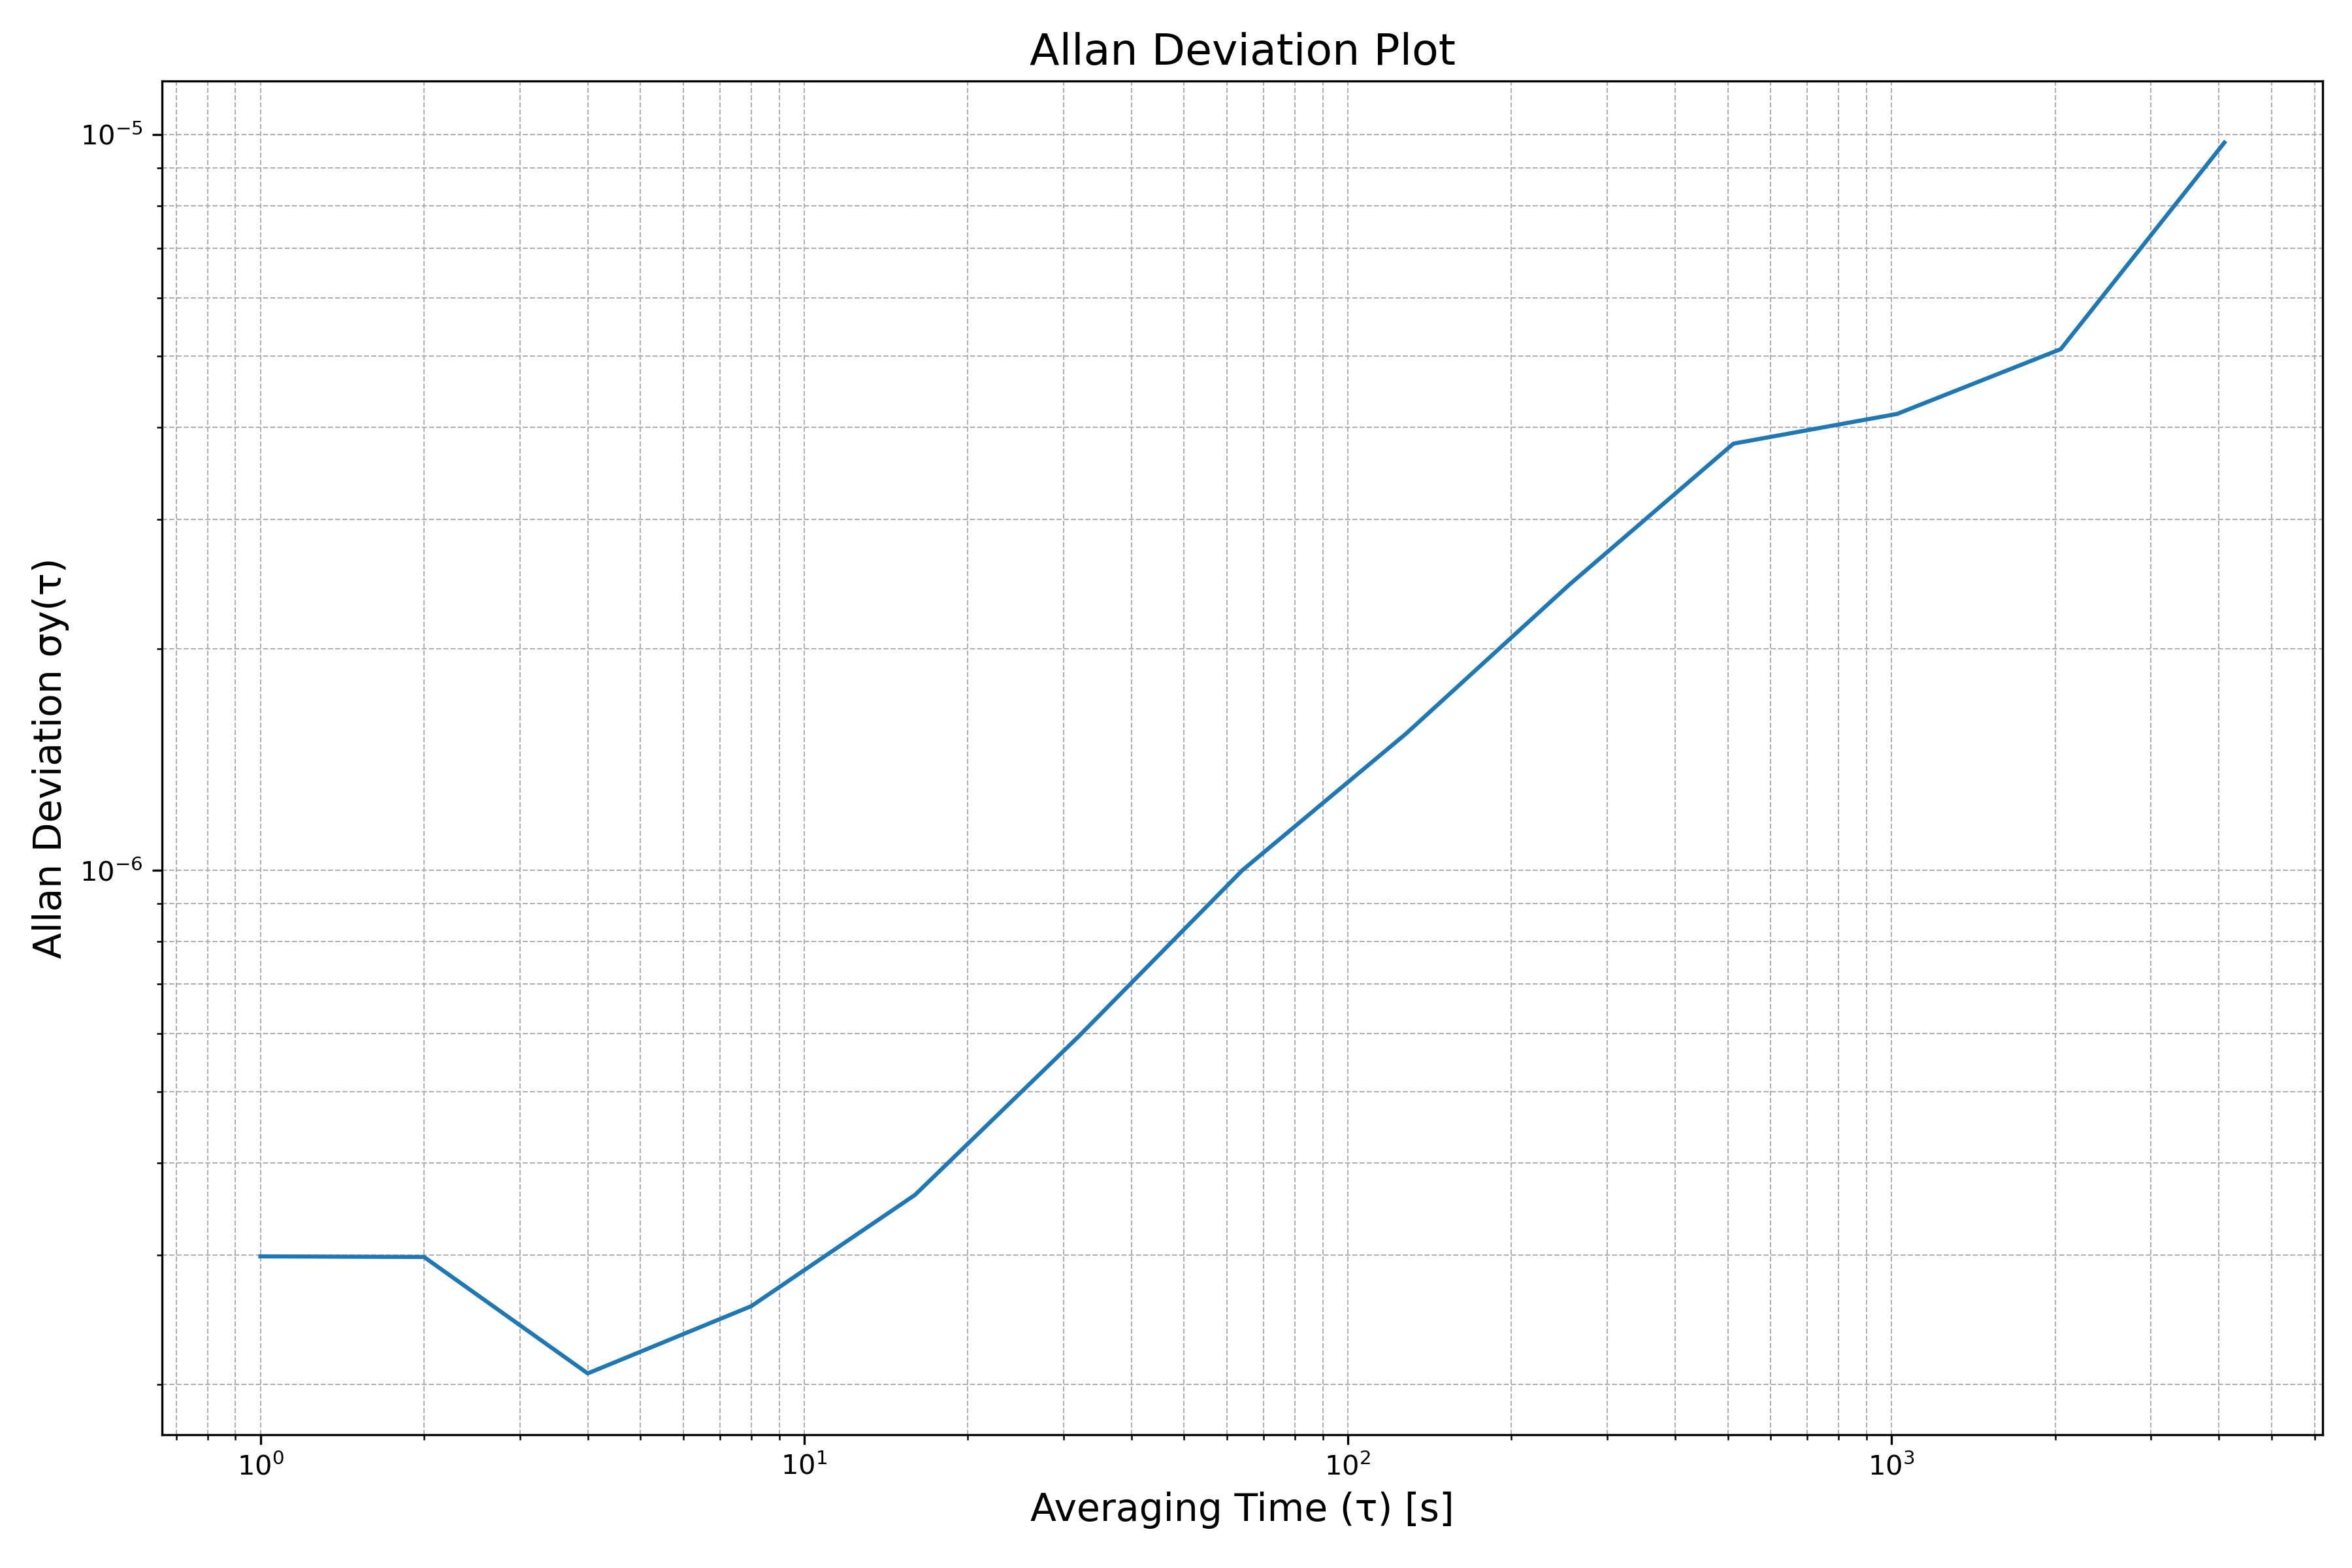 Allan Deviation Plot
10⁻⁵
10⁻⁶
Allan Deviation σy(τ)
10⁰ 10¹ 10² 10³
Averaging Time (τ) [s]